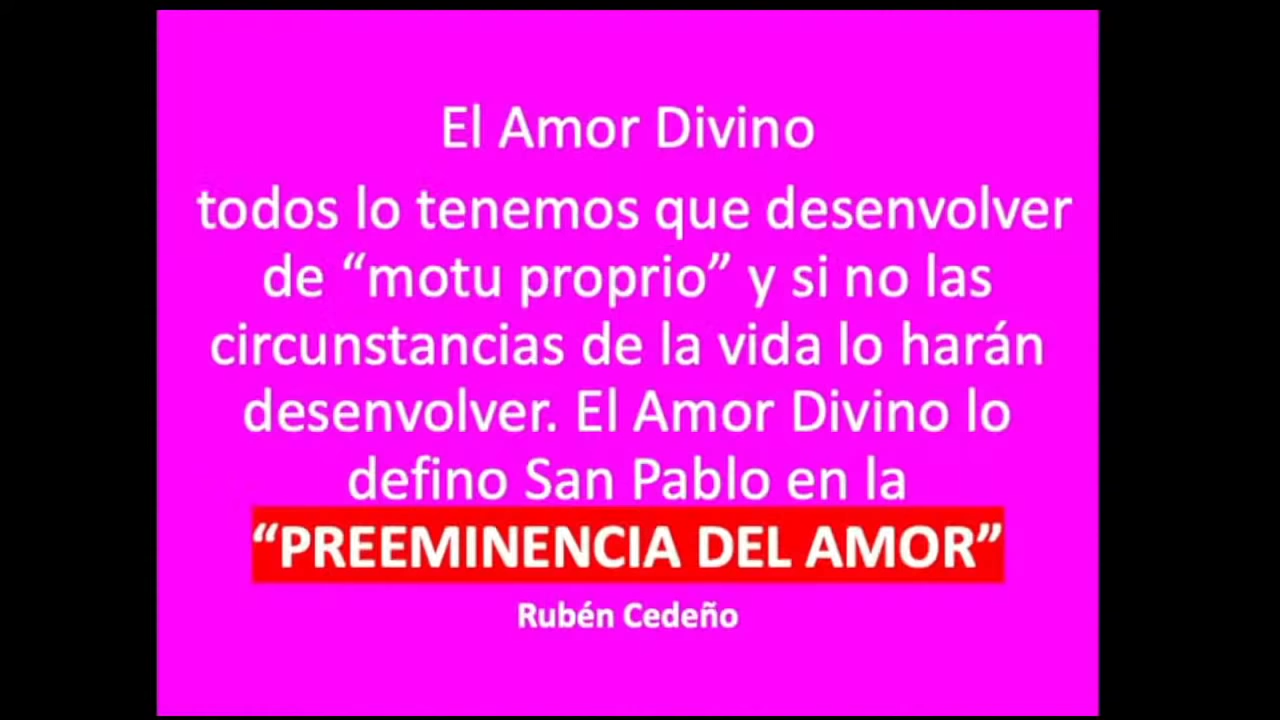 El Amor Divino
todos lo tenemos que desenvolver
de “motu proprio” y si no las
circunstancias de la vida lo harán
desenvolver. El Amor Divino lo
defino San Pablo en la
“PREEMINENCIA DEL AMOR”
Rubén Cedeño